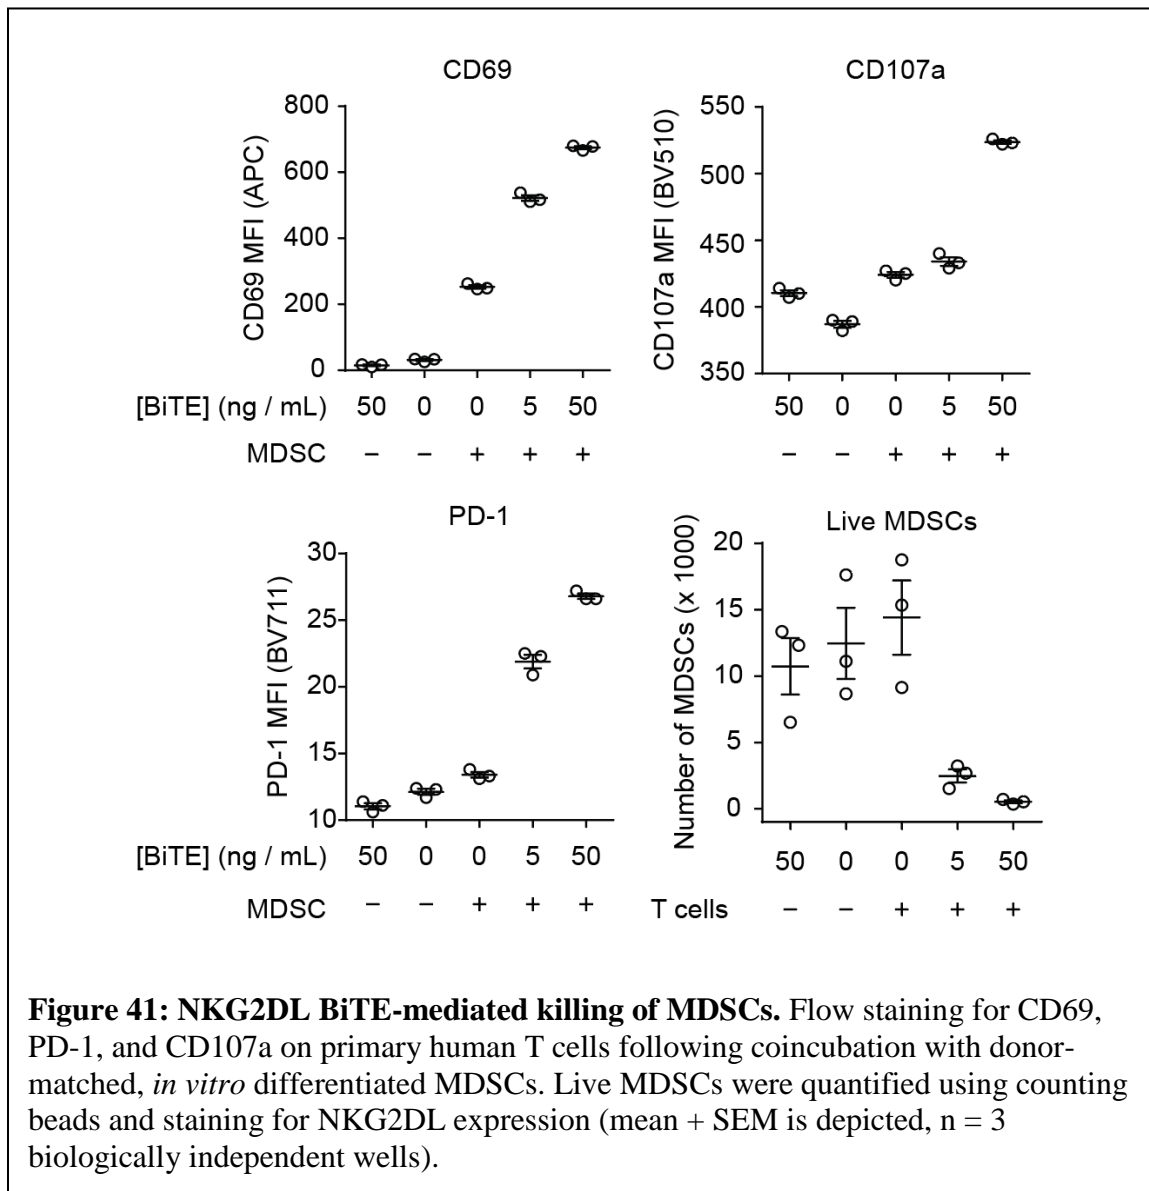 CD69
CD69 MFI (APC)
800
600
400
200
0
[BiTE] (ng / mL) 50 0 0 5 50
MDSC – – + + +
CD107a
CD107a MFI (BV510)
550
500
450
400
350
50 0 0 5 50
– – + + +
PD-1
PD-1 MFI (BV711)
30
25
20
15
10
[BiTE] (ng / mL) 50 0 0 5 50
MDSC – – + + +
Live MDSCs
Number of MDSCs (x 1000)
20
15
10
5
0
50 0 0 5 50
T cells – – + + +
Figure 41: NKG2DL BiTE-mediated killing of MDSCs. Flow staining for CD69,
PD-1, and CD107a on primary human T cells following coincubation with donor-
matched, in vitro differentiated MDSCs. Live MDSCs were quantified using counting
beads and staining for NKG2DL expression (mean + SEM is depicted, n = 3
biologically independent wells).